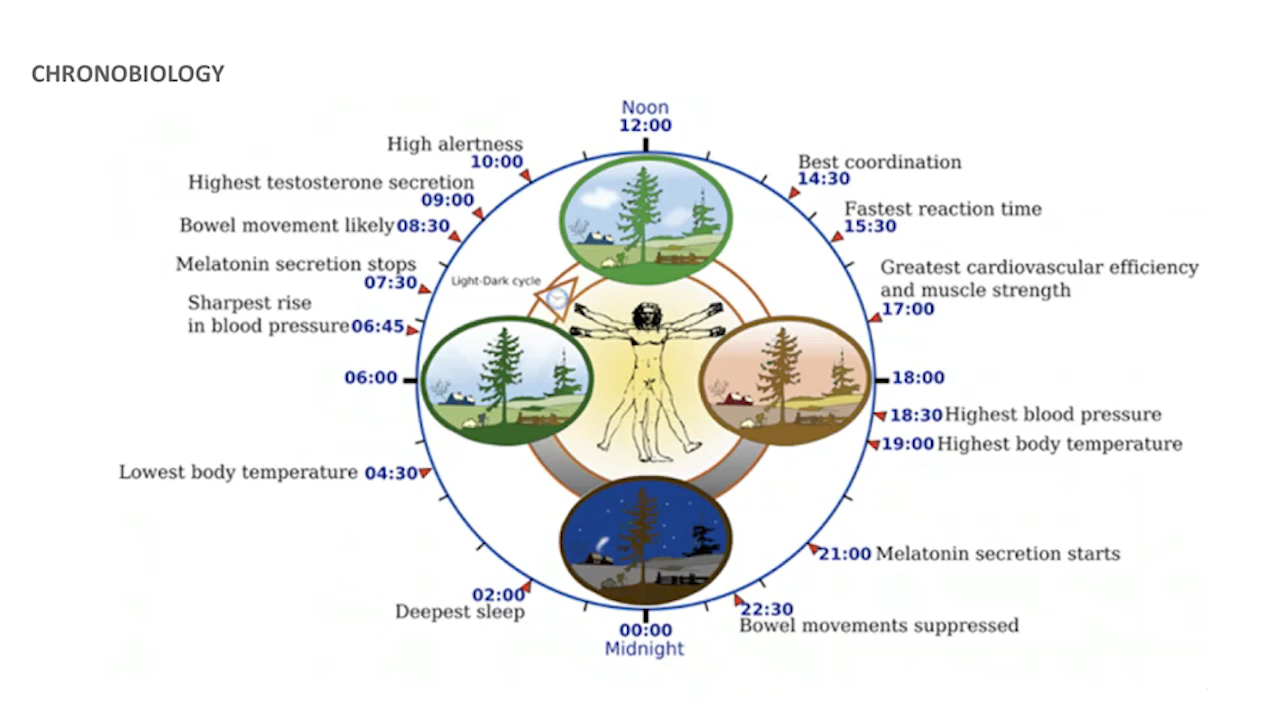 CHRONOBIOLOGY
Noon
12:00
High alertness
10:00
Highest testosterone secretion
09:00
Bowel movement likely 08:30
Melatonin secretion stops
07:30
Sharpest rise
in blood pressure 06:45
06:00
Lowest body temperature 04:30
02:00
Deepest sleep
00:00
Midnight
Light-Dark cycle
Best coordination
14:30
Fastest reaction time
15:30
Greatest cardiovascular efficiency
and muscle strength
17:00
18:00
18:30 Highest blood pressure
19:00 Highest body temperature
21:00 Melatonin secretion starts
22:30
Bowel movements suppressed